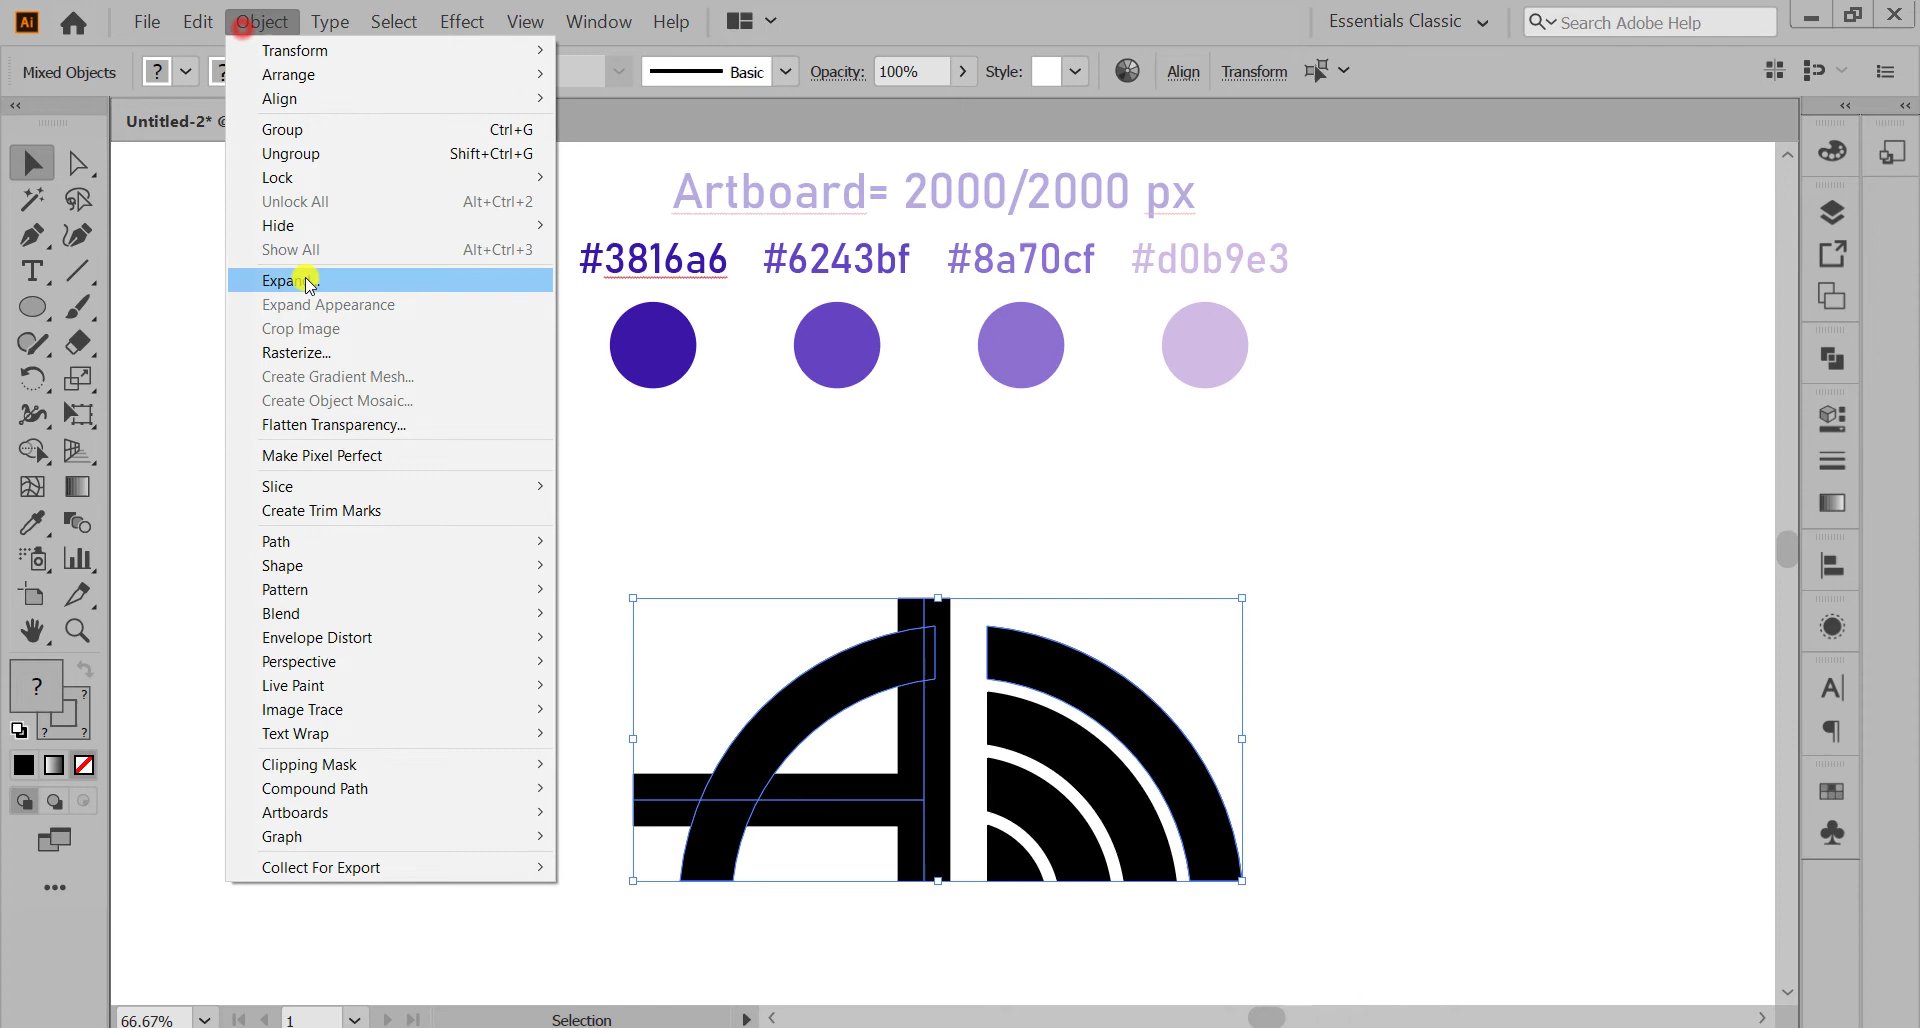 Ai File Edit Object Type Select Effect View Window Help Essentials Classic Search Adobe Help
Mixed Objects ? ? Basic Opacity: 100% Style: Align Transform
Untitled-2*
Transform
Arrange
Align
Group Ctrl+G
Ungroup Shift+Ctrl+G
Lock
Unlock All Alt+Ctrl+2
Hide
Show All Alt+Ctrl+3
Expand...
Expand Appearance
Crop Image
Rasterize...
Create Gradient Mesh...
Create Object Mosaic...
Flatten Transparency...
Make Pixel Perfect
Slice
Create Trim Marks
Path
Shape
Pattern
Blend
Envelope Distort
Perspective
Live Paint
Image Trace
Text Wrap
Clipping Mask
Compound Path
Artboards
Graph
Collect For Export
Artboard= 2000/2000 px
#3816a6 #6243bf #8a70cf #d0b9e3
?
?
? ?
66.67% 1 Selection